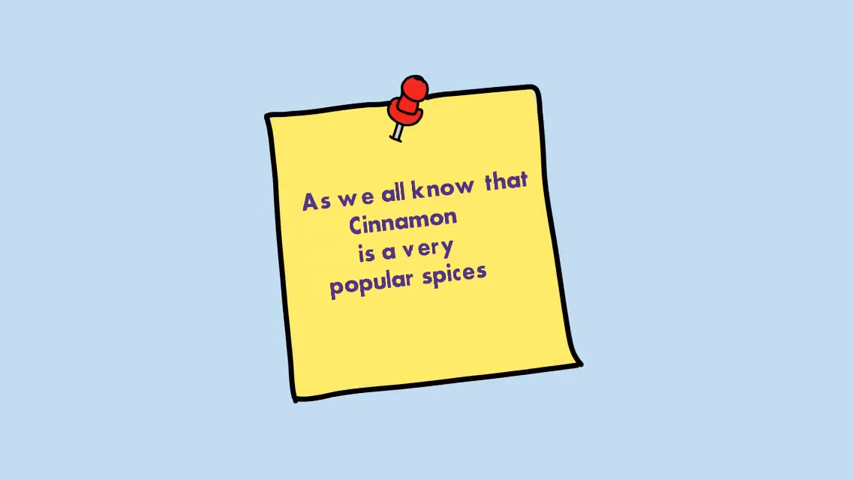 As we all know that
Cinnamon
is a very
popular spices